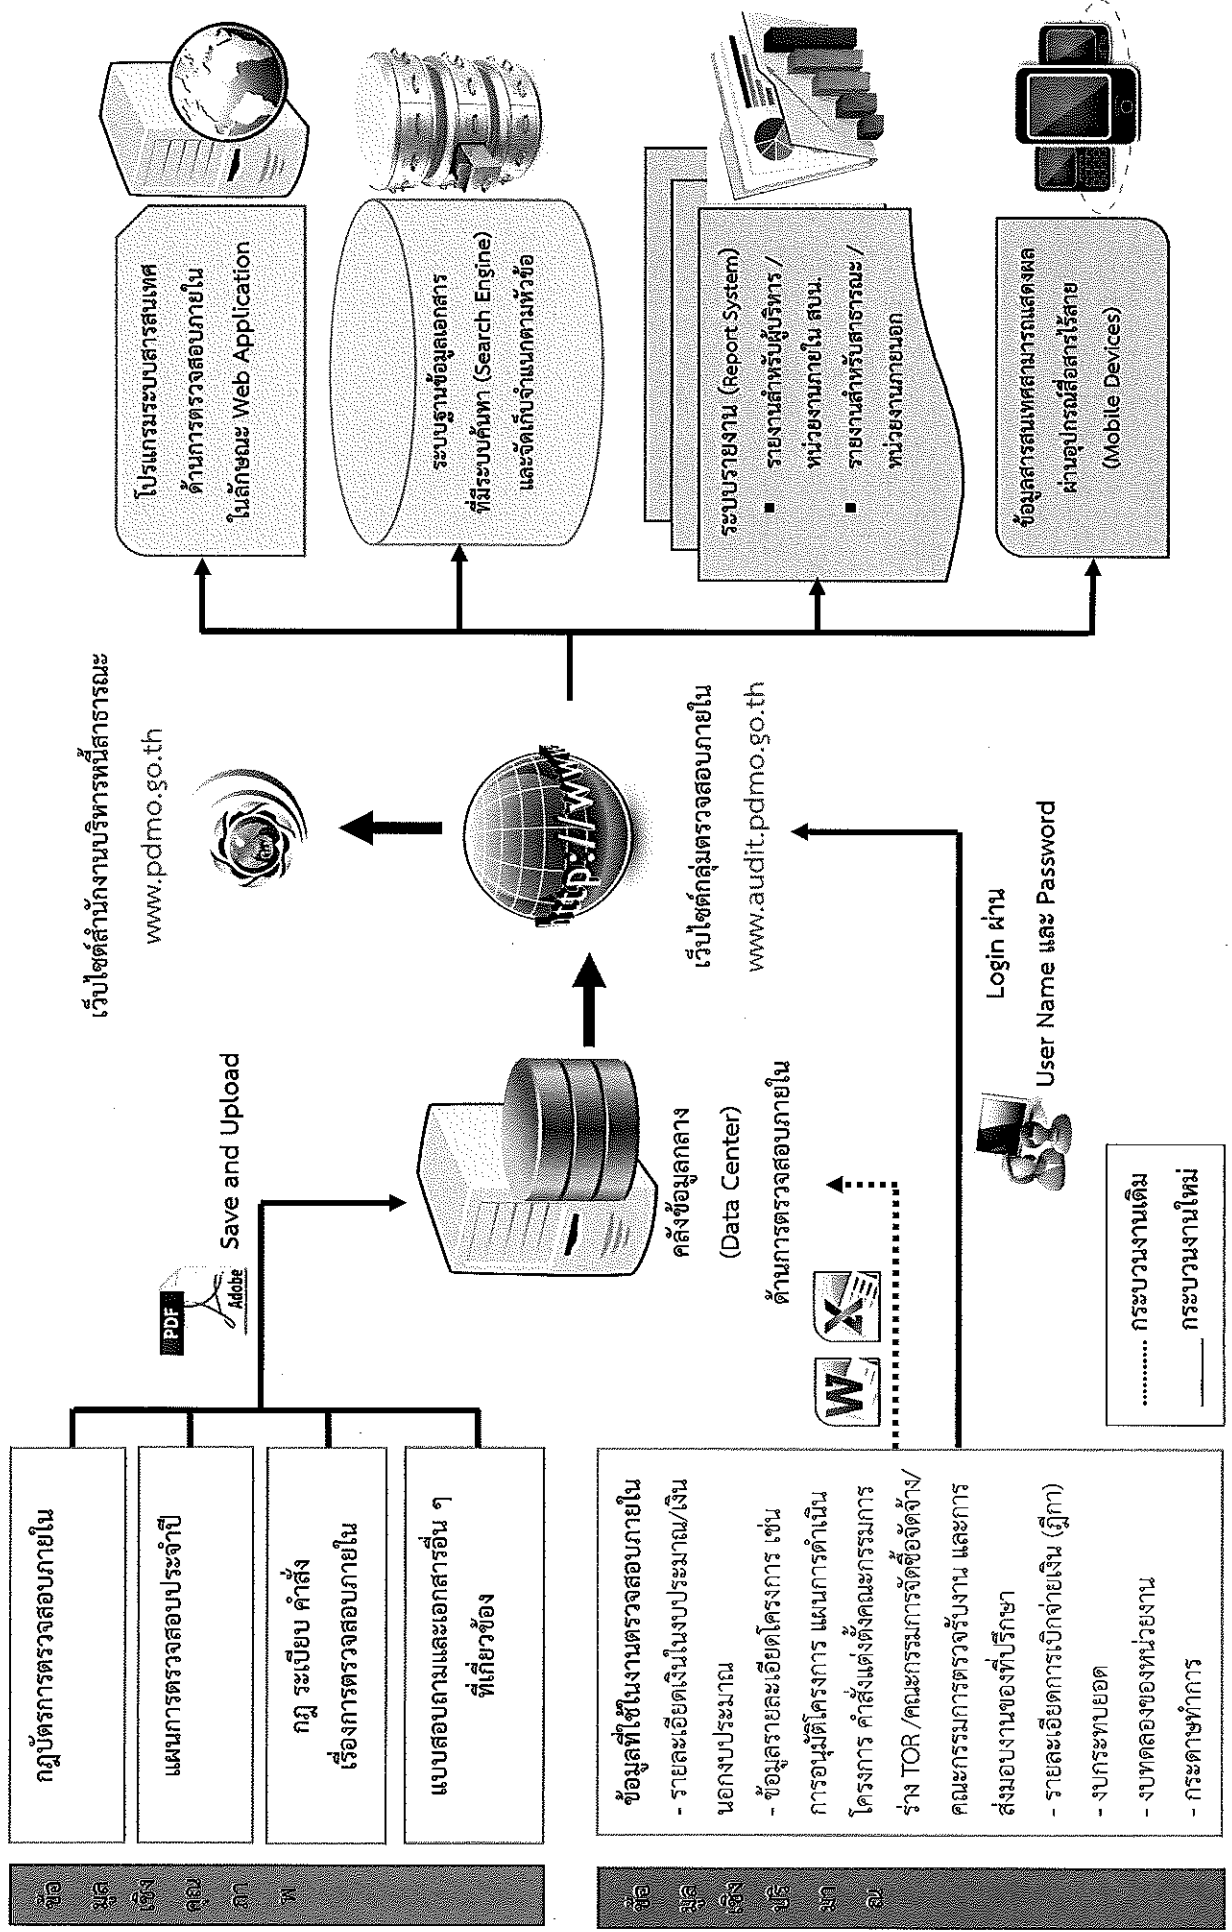 ข้อ
มูล
เชิง
คุณ
ภา
พ
กฎบัตรการตรวจสอบภายใน
แผนการตรวจสอบประจำปี
กฎ ระเบียบ คำสั่ง
เรื่องการตรวจสอบภายใน
แบบสอบถามและเอกสารอื่น ๆ
ที่เกี่ยวข้อง
PDF
Adobe
Save and Upload
ข้อ
มูล
เชิง
ปริ
มา
ณ
ข้อมูลที่ใช้ในงานตรวจสอบภายใน
- รายละเอียดเงินในงบประมาณ/เงิน
นอกงบประมาณ
- ข้อมูลรายละเอียดโครงการ เช่น
การอนุมัติโครงการ แผนการดำเนิน
โครงการ คำสั่งแต่งตั้งคณะกรรมการ
ร่าง TOR /คณะกรรมการจัดซื้อจัดจ้าง/
คณะกรรมการตรวจรับงาน และการ
ส่งมอบงานของที่ปรึกษา
- รายละเอียดการเบิกจ่ายเงิน (ฎีกา)
- งบกระทบยอด
- งบทดลองของหน่วยงาน
- กระดาษทำการ
W
X
คลังข้อมูลกลาง
(Data Center)
ด้านการตรวจสอบภายใน
Login ผ่าน
User Name และ Password
.......... กระบวนงานเดิม
——— กระบวนงานใหม่
เว็บไซต์สำนักงานบริหารหนี้สาธารณะ
www.pdmo.go.th
http://ww
เว็บไซต์กลุ่มตรวจสอบภายใน
www.audit.pdmo.go.th
โปรแกรมระบบสารสนเทศ
ด้านการตรวจสอบภายใน
ในลักษณะ Web Application
ระบบฐานข้อมูลเอกสาร
ที่มีระบบค้นหา (Search Engine)
และจัดเก็บจำแนกตามหัวข้อ
ระบบรายงาน (Report System)
▪ รายงานสำหรับผู้บริหาร /
หน่วยงานภายใน สบน.
▪ รายงานสำหรับสาธารณะ /
หน่วยงานภายนอก
ข้อมูลสารสนเทศสามารถแสดงผล
ผ่านอุปกรณ์สื่อสารไร้สาย
(Mobile Devices)